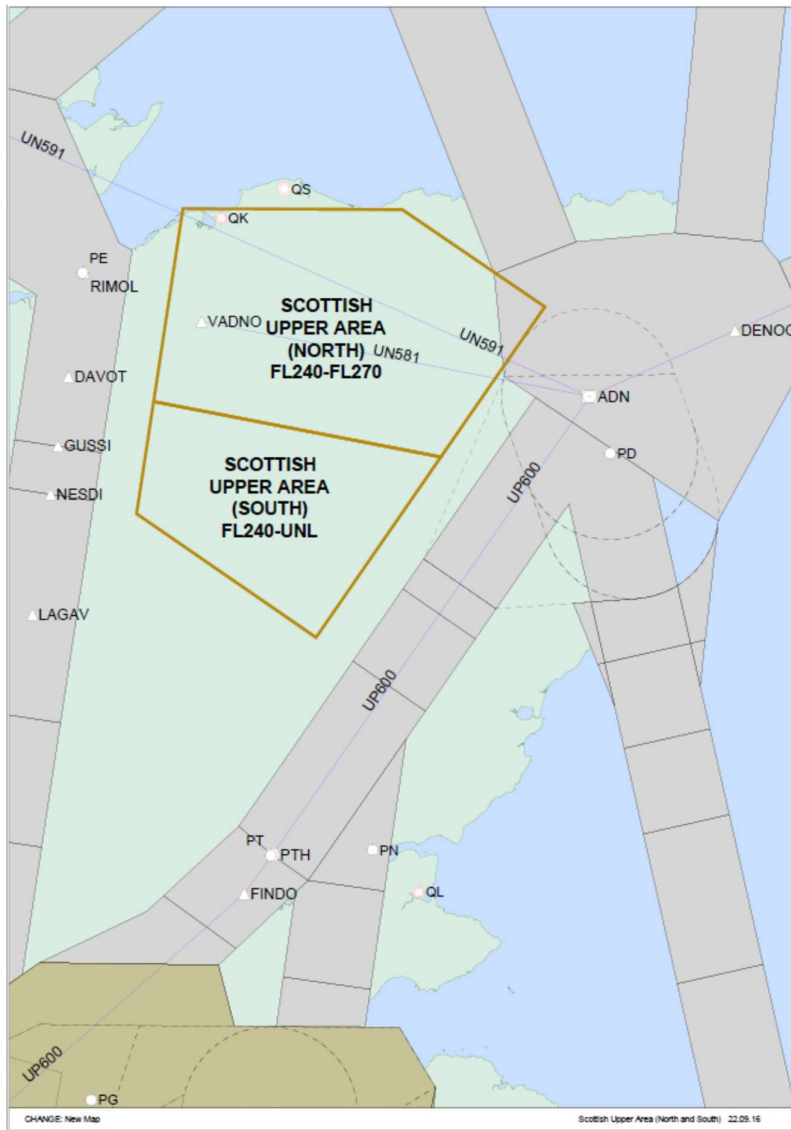 UN591
QS
QK
PE
RIMOL
VADNO
SCOTTISH
UPPER AREA
(NORTH)
FL240-FL270
UN591
UN581
DENOC
DAVOT
ADN
GUSSI
PD
SCOTTISH
UPPER AREA
(SOUTH)
FL240-UNL
UP600
NESDI
LAGAV
UP600
PT
PTH
PN
FINDO
QL
UP600
PG
CHANGE: New Map
Scottish Upper Area (North and South) 22.09.16